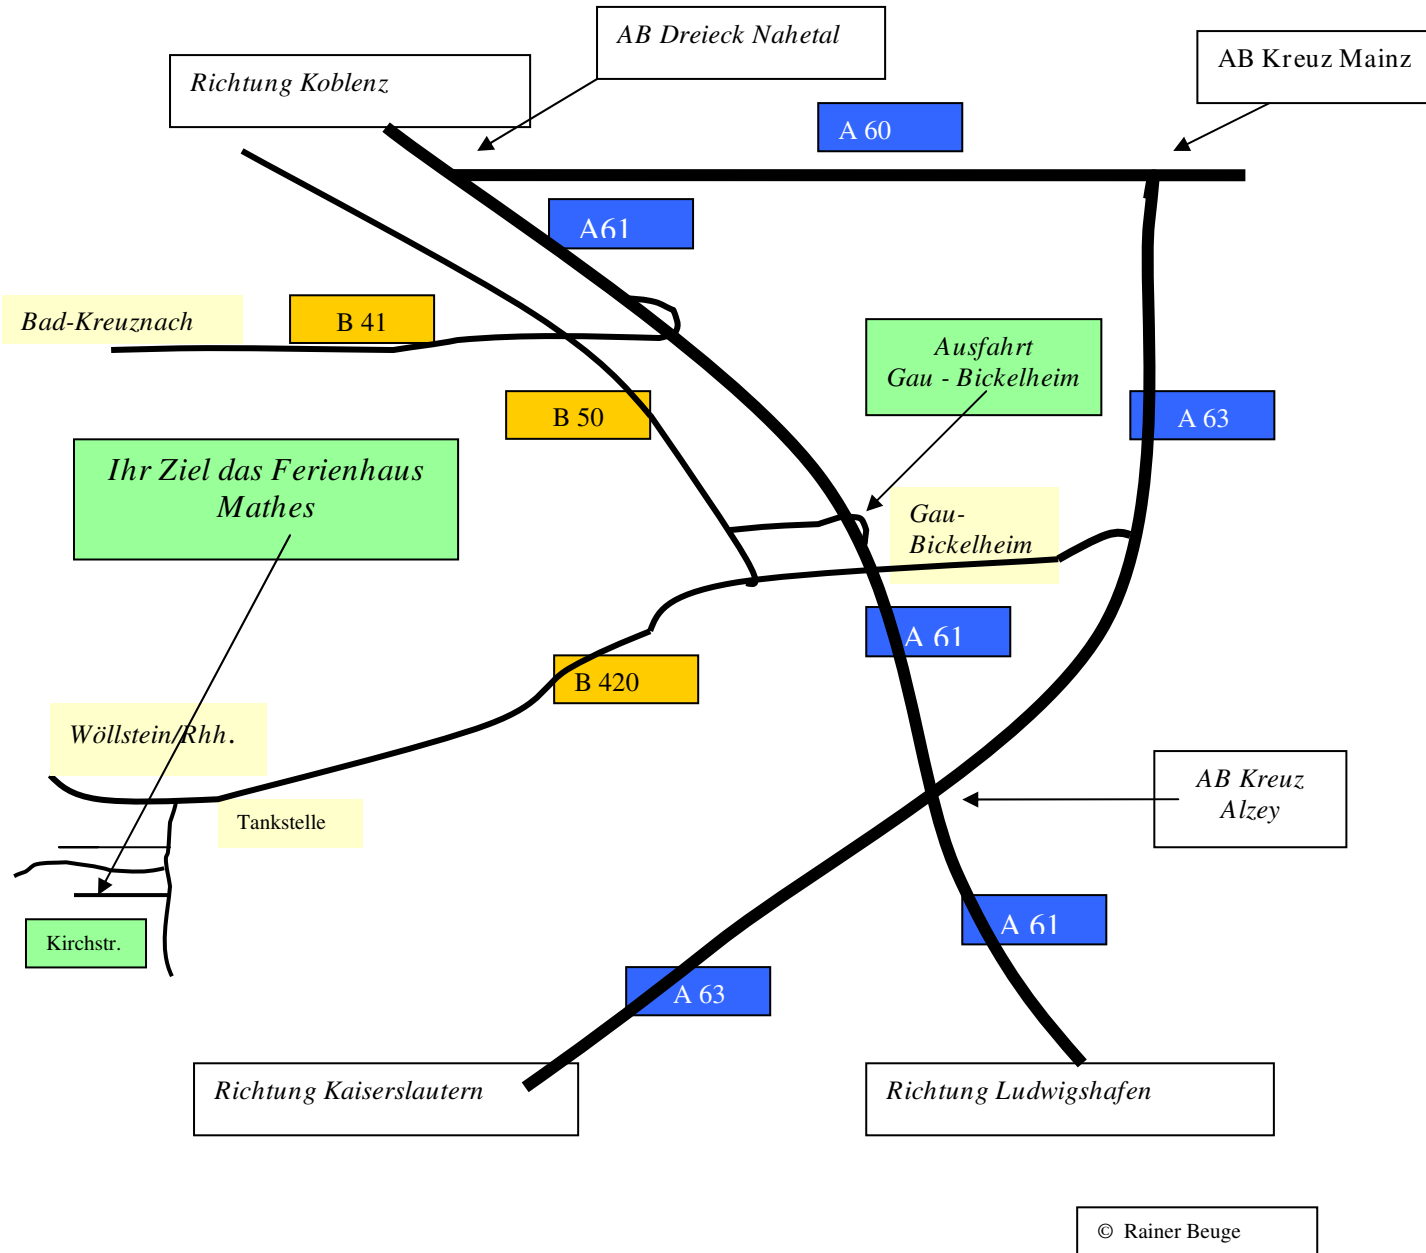 AB Dreieck Nahetal
AB Kreuz Mainz
Richtung Koblenz
A 60
A61
Bad-Kreuznach
B 41
Ausfahrt
Gau - Bickelheim
B 50
A 63
Ihr Ziel das Ferienhaus
Mathes
Gau-
Bickelheim
A 61
B 420
Wöllstein/Rhh.
AB Kreuz
Alzey
Tankstelle
A 61
Kirchstr.
A 63
Richtung Kaiserslautern
Richtung Ludwigshafen
© Rainer Beuge